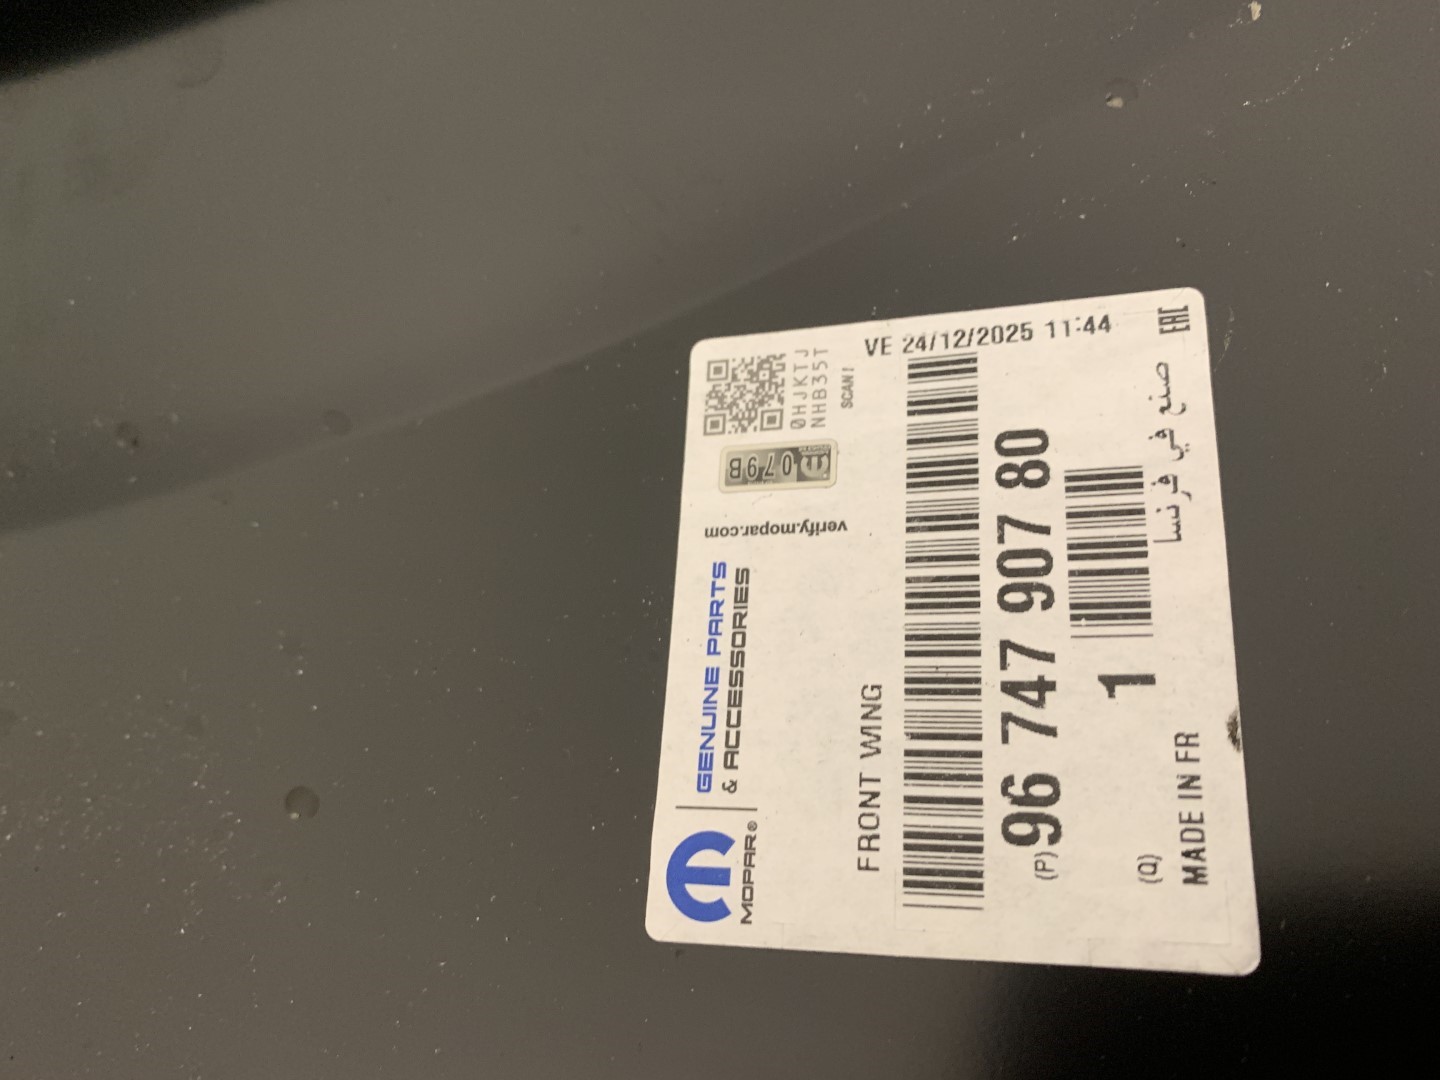 MOPAR®
GENUINE PARTS
& ACCESSORIES
verify.mopar.com
079B
0HJKTJ
NHB35T
SCAN!
FRONT WING
VE 24/12/2025 11:44
(P) 96 747 907 80
(Q) 1
MADE IN FR
صنع في فرنسا
EAC